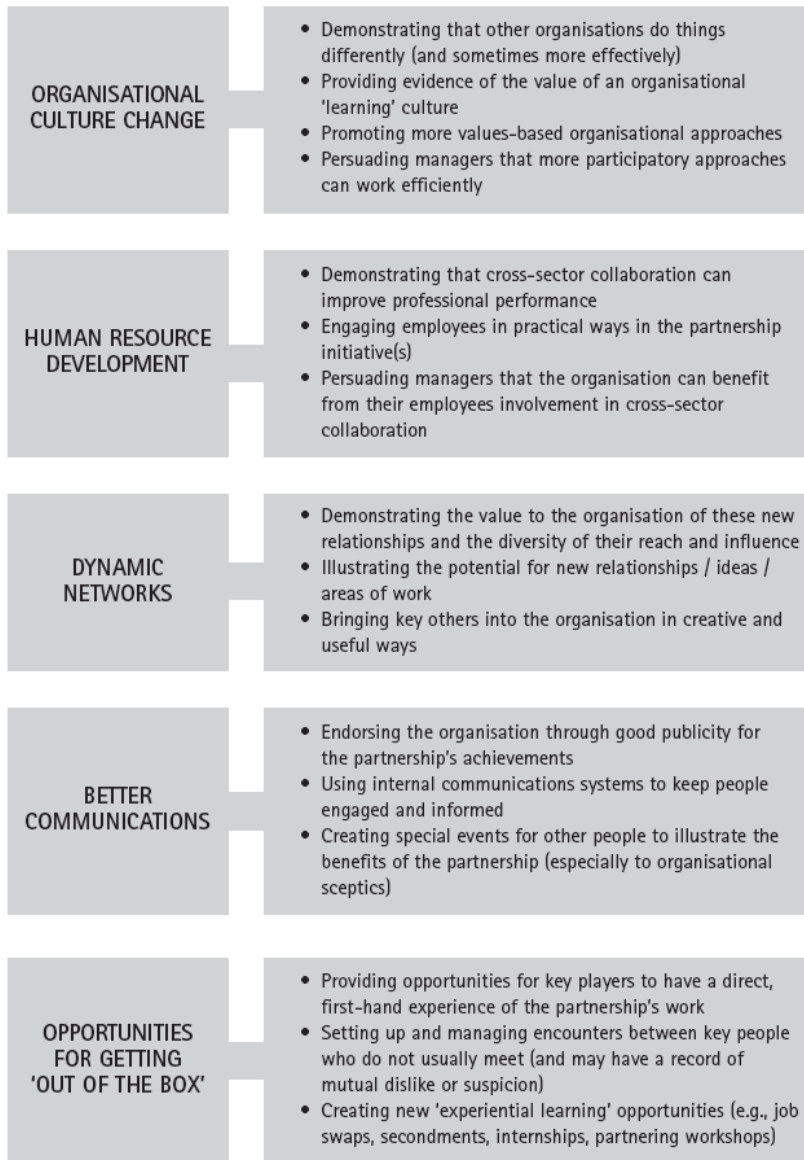 ORGANISATIONAL
CULTURE CHANGE
• Demonstrating that other organisations do things
differently (and sometimes more effectively)
• Providing evidence of the value of an organisational
'learning' culture
• Promoting more values-based organisational approaches
• Persuading managers that more participatory approaches
can work efficiently
HUMAN RESOURCE
DEVELOPMENT
• Demonstrating that cross-sector collaboration can
improve professional performance
• Engaging employees in practical ways in the partnership
initiative(s)
• Persuading managers that the organisation can benefit
from their employees involvement in cross-sector
collaboration
DYNAMIC
NETWORKS
• Demonstrating the value to the organisation of these new
relationships and the diversity of their reach and influence
• Illustrating the potential for new relationships / ideas /
areas of work
• Bringing key others into the organisation in creative and
useful ways
BETTER
COMMUNICATIONS
• Endorsing the organisation through good publicity for
the partnership's achievements
• Using internal communications systems to keep people
engaged and informed
• Creating special events for other people to illustrate the
benefits of the partnership (especially to organisational
sceptics)
OPPORTUNITIES
FOR GETTING
'OUT OF THE BOX'
• Providing opportunities for key players to have a direct,
first-hand experience of the partnership's work
• Setting up and managing encounters between key people
who do not usually meet (and may have a record of
mutual dislike or suspicion)
• Creating new 'experiential learning' opportunities (e.g., job
swaps, secondments, internships, partnering workshops)